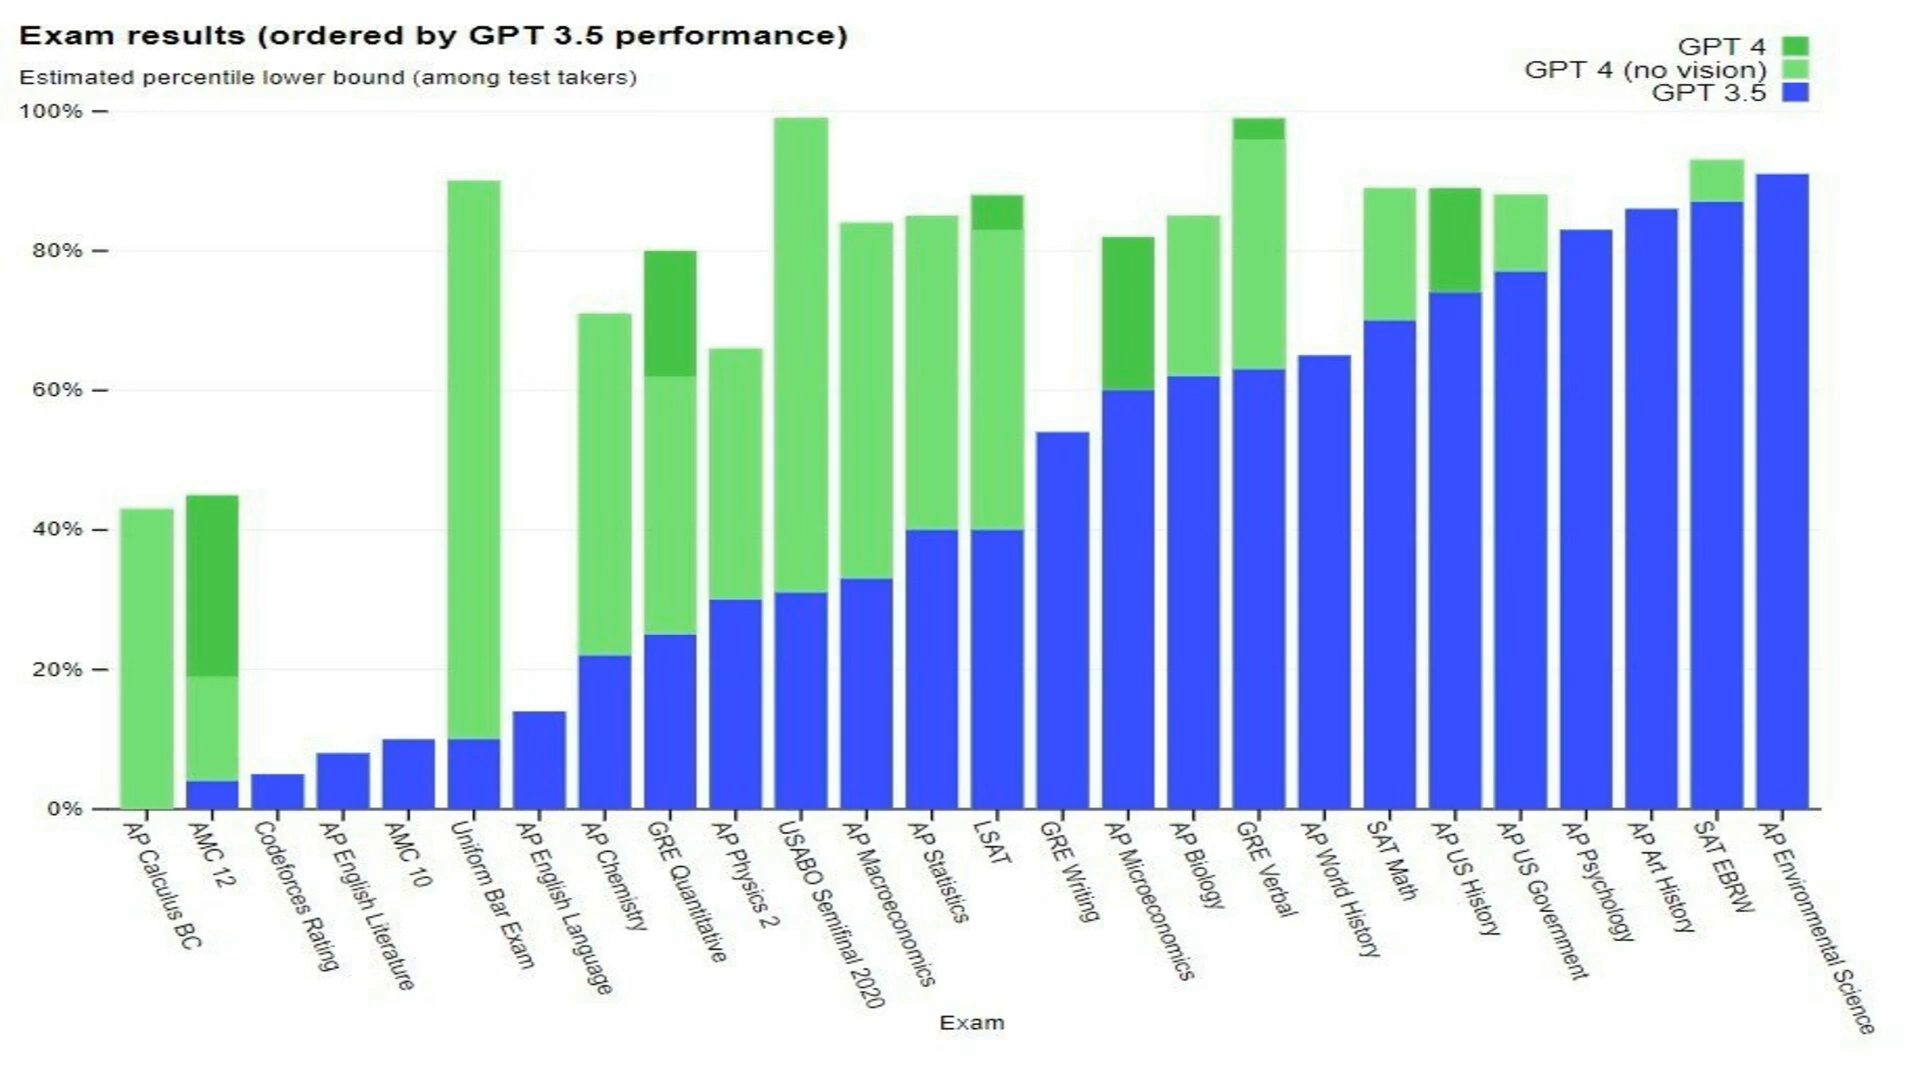 Exam results (ordered by GPT 3.5 performance)
Estimated percentile lower bound (among test takers)
GPT 4
GPT 4 (no vision)
GPT 3.5
100%
80%
60%
40%
20%
0%
AP Calculus BC
AMC 12
Codeforces Rating
AP English Literature
AMC 10
Uniform Bar Exam
AP English Language
AP Chemistry
GRE Quantitative
AP Physics 2
USABO Semifinal 2020
AP Macroeconomics
AP Statistics
LSAT
GRE Writing
AP Microeconomics
AP Biology
GRE Verbal
AP World History
SAT Math
AP US History
AP US Government
AP Psychology
AP Art History
SAT EBRW
AP Environmental Science
Exam